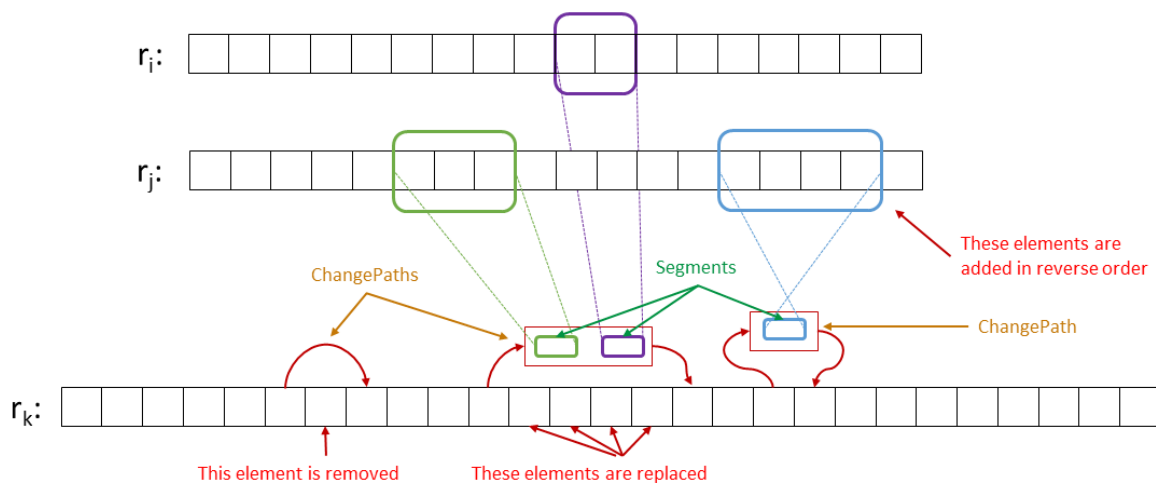 rᵢ:
rⱼ:
These elements are
added in reverse order
Segments
ChangePaths
ChangePath
rₖ:
This element is removed
These elements are replaced